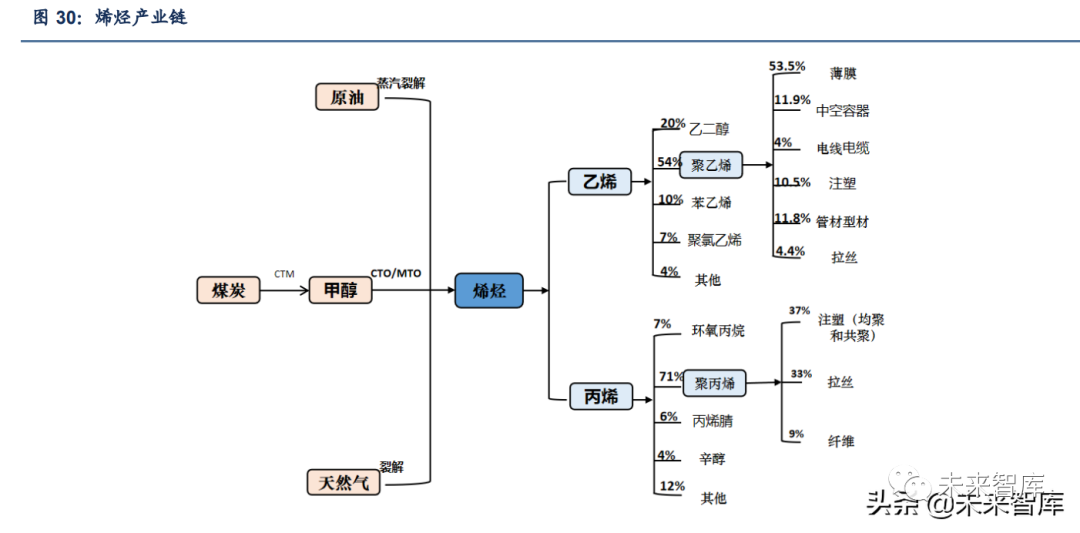 图 30：烯烃产业链
原油
蒸汽裂解
煤炭
CTM
甲醇
CTO/MTO
天然气
裂解
烯烃
乙烯
20%
乙二醇
54%
聚乙烯
10%
苯乙烯
7%
聚氯乙烯
4%
其他
53.5%
薄膜
11.9%
中空容器
4%
电线电缆
10.5%
注塑
11.8%
管材型材
4.4%
拉丝
丙烯
7%
环氧丙烷
71%
聚丙烯
6%
丙烯腈
4%
辛醇
12%
其他
37%
注塑（均聚
和共聚）
33%
拉丝
9%
纤维
未来智库
头条 @未来智库